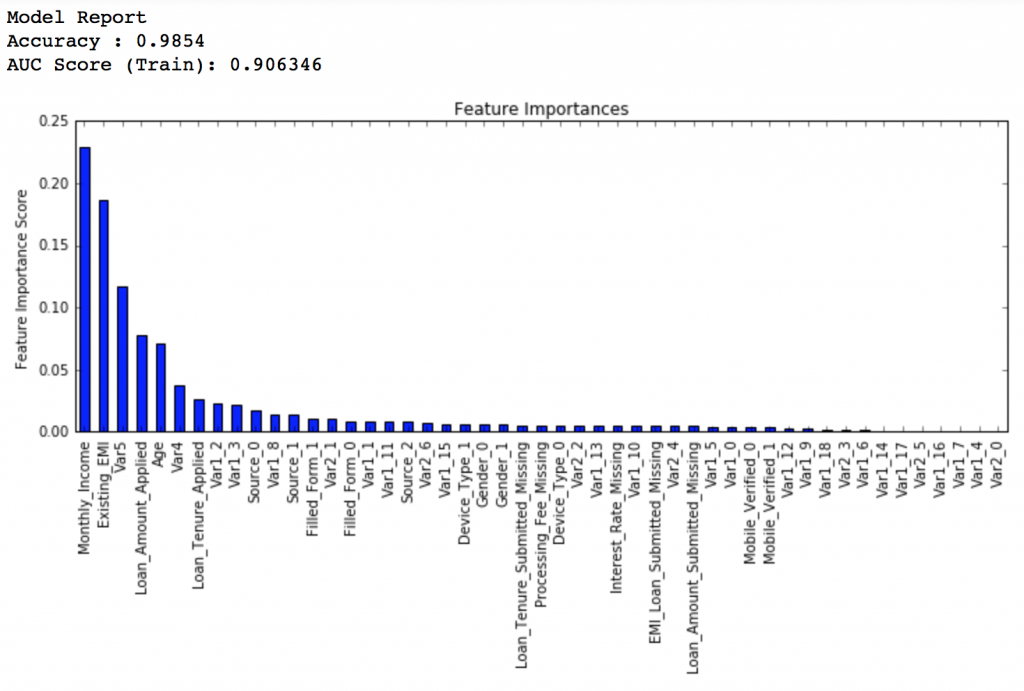 Model Report
Accuracy : 0.9854
AUC Score (Train): 0.906346
Feature Importances
Feature Importance Score
0.25
0.20
0.15
0.10
0.05
0.00
Monthly_Income
Existing_EMI
Var5
Loan_Amount_Applied
Age
Var4
Loan_Tenure_Applied
Var1_2
Var1_3
Source_0
Var1_8
Source_1
Filled_Form_1
Var2_1
Filled_Form_0
Var1_1
Var1_11
Source_2
Var2_6
Var1_15
Device_Type_1
Gender_0
Gender_1
Loan_Tenure_Submitted_Missing
Processing_Fee_Missing
Device_Type_0
Var2_2
Var1_13
Interest_Rate_Missing
Var1_10
EMI_Loan_Submitted_Missing
Var2_4
Loan_Amount_Submitted_Missing
Var1_5
Var1_0
Mobile_Verified_0
Mobile_Verified_1
Var1_12
Var1_9
Var1_18
Var2_3
Var1_6
Var1_14
Var1_17
Var2_5
Var1_16
Var1_7
Var1_4
Var2_0